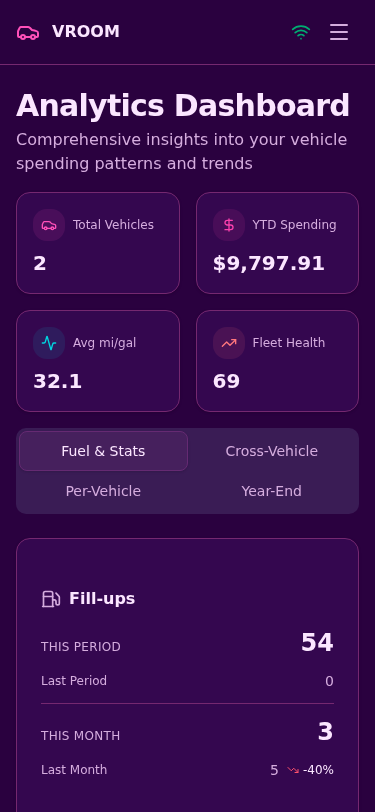 VROOM
Analytics Dashboard
Comprehensive insights into your vehicle
spending patterns and trends
Total Vehicles
2
YTD Spending
$9,797.91
Avg mi/gal
32.1
Fleet Health
69
Fuel & Stats
Cross-Vehicle
Per-Vehicle
Year-End
Fill-ups
THIS PERIOD 54
Last Period 0
THIS MONTH 3
Last Month 5 -40%